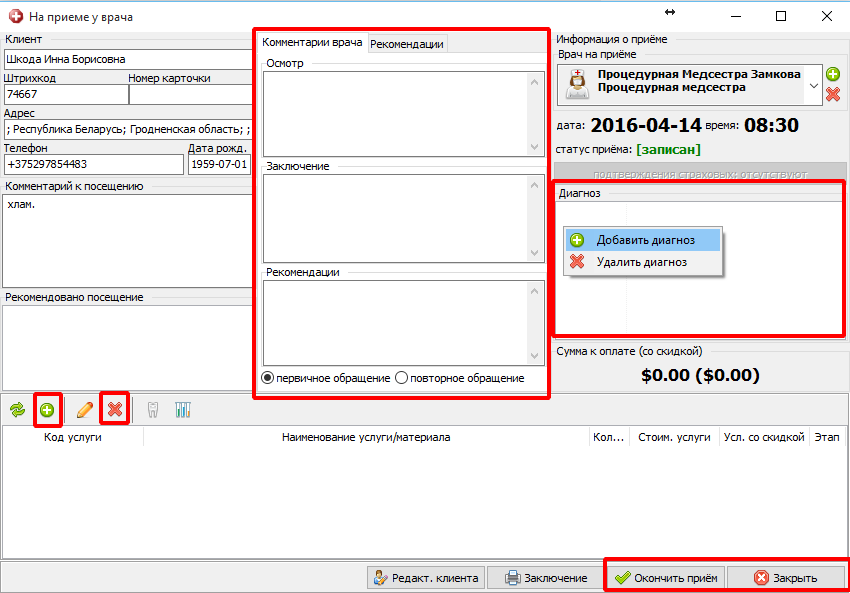 На приеме у врача
Клиент
Шкода Инна Борисовна
Штрихкод
Номер карточки
74667
Адрес
; Республика Беларусь; Гродненская область; ;
Телефон
Дата рожд.
+375297854483
1959-07-01
Комментарий к посещению
хлам.
Рекомендовано посещение
Комментарии врача
Рекомендации
Осмотр
Заключение
Рекомендации
первичное обращение
повторное обращение
Информация о приёме
Врач на приёме
Процедурная Медсестра Замкова
Процедурная медсестра
дата: 2016-04-14 время: 08:30
статус приёма: [записан]
подтверждения страховых: отсутствуют
Диагноз
Добавить диагноз
Удалить диагноз
Сумма к оплате (со скидкой)
$0.00 ($0.00)
Код услуги
Наименование услуги/материала
Кол...
Стоим. услуги
Усл. со скидкой
Этап
Редакт. клиента
Заключение
Окончить приём
Закрыть